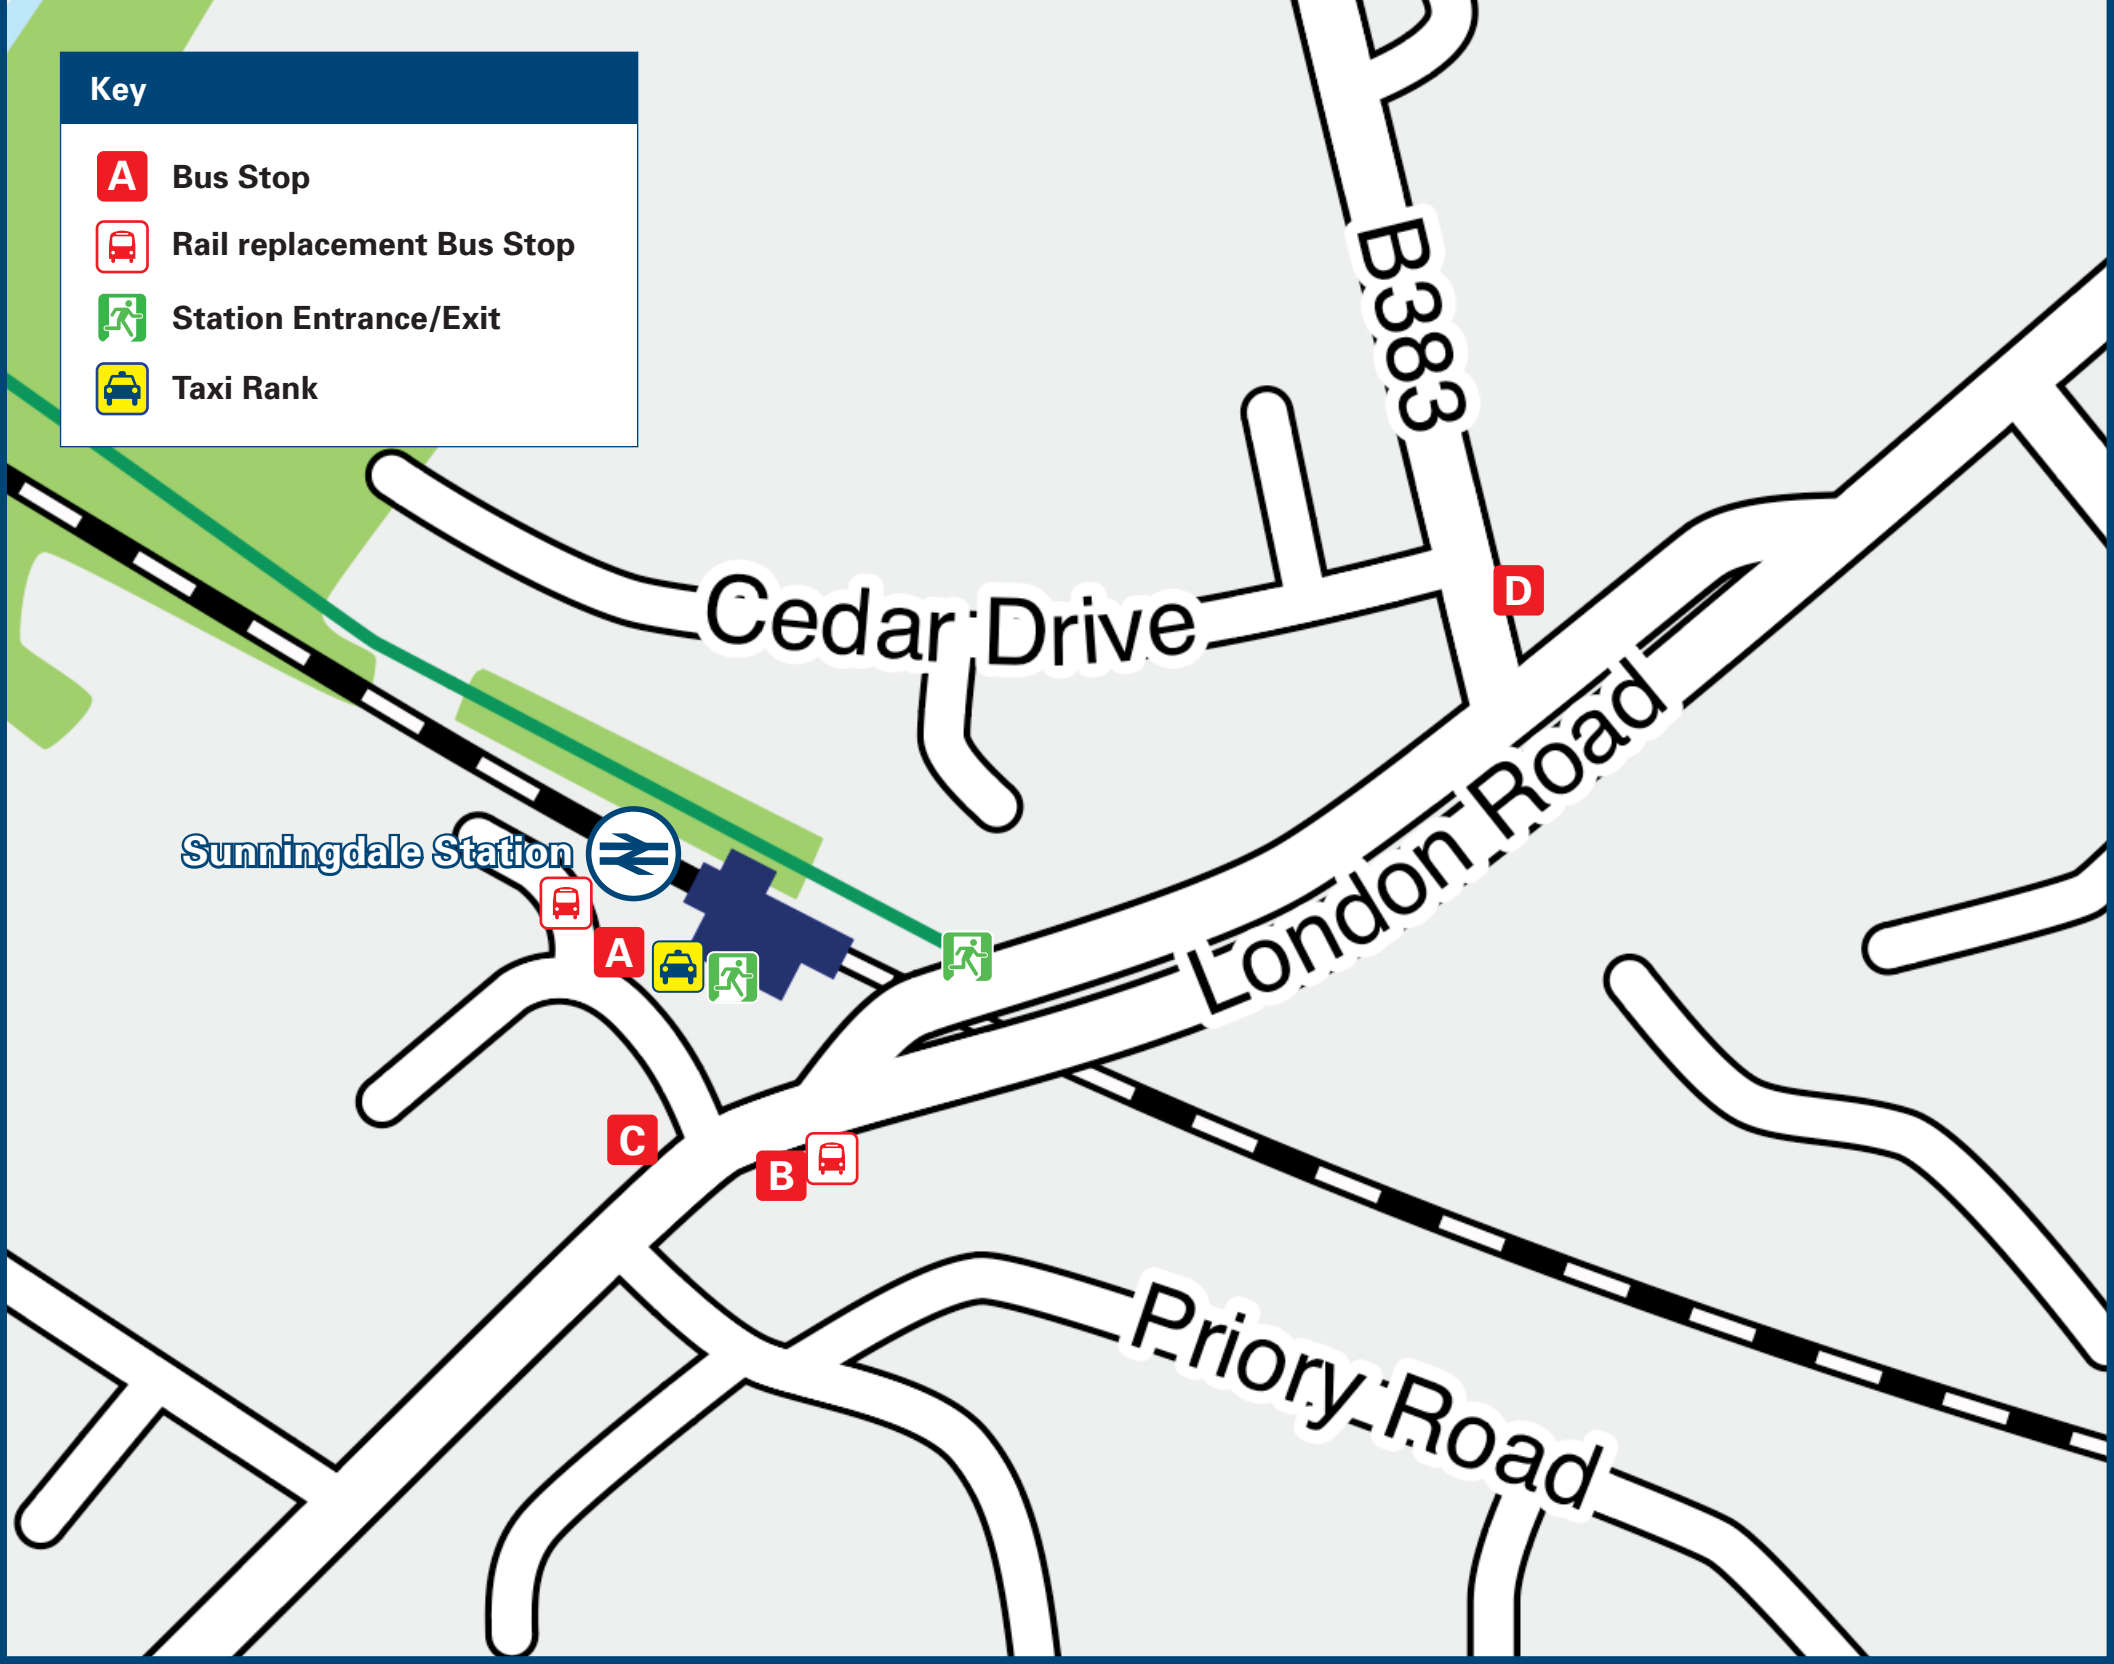 Key
A
Bus Stop
Rail replacement Bus Stop
Station Entrance/Exit
Taxi Rank
B383
Cedar Drive
D
London Road
Sunningdale Station
A
C
B
Priory Road